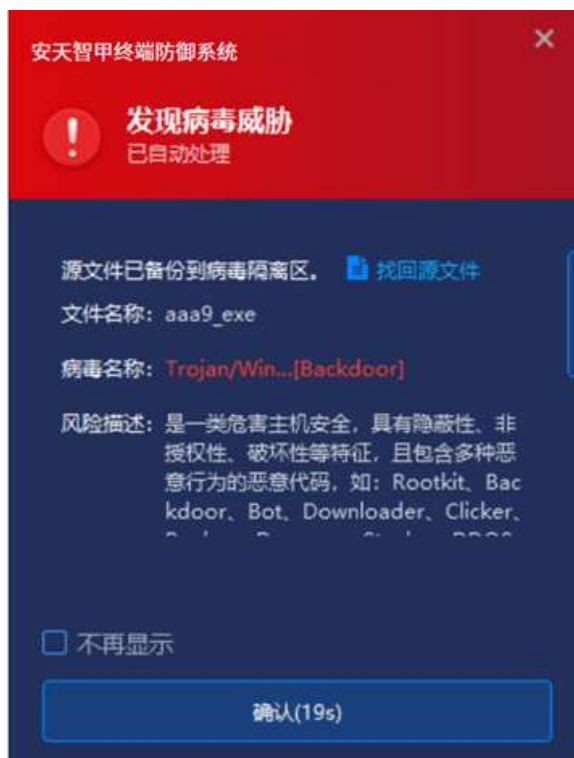 安天智甲终端防御系统
发现病毒威胁
已自动处理
源文件已备份到病毒隔离区。 找回源文件
文件名称：aaa9_exe
病毒名称：Trojan/Win...[Backdoor]
风险描述：是一类危害主机安全，具有隐蔽性、非
授权性、破坏性等特征，且包含多种恶
意行为的恶意代码，如：Rootkit、Bac
kdoor、Bot、Downloader、Clicker、
不再显示
确认(19s)